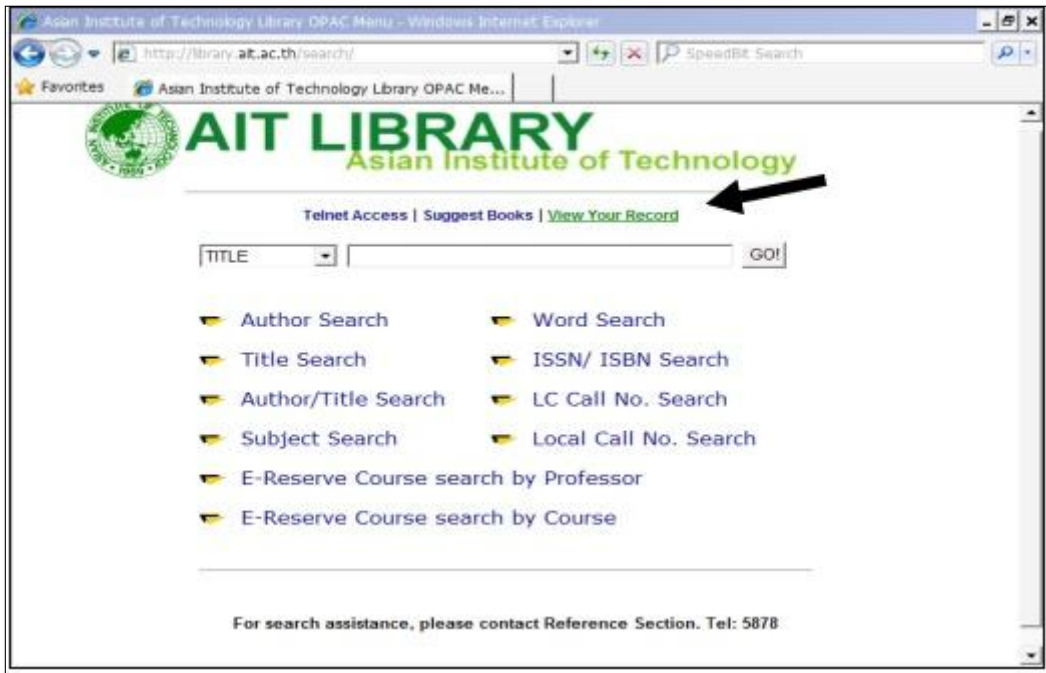 Asian Institute of Technology Library OPAC Menu - Windows Internet Explorer
http://library.ait.ac.th/search/
SpeedBit Search
Favorites
Asian Institute of Technology Library OPAC Me...
AIT LIBRARY
Asian Institute of Technology
Telnet Access | Suggest Books | View Your Record
TITLE
GO!
Author Search
Word Search
Title Search
ISSN/ ISBN Search
Author/Title Search
LC Call No. Search
Subject Search
Local Call No. Search
E-Reserve Course search by Professor
E-Reserve Course search by Course
For search assistance, please contact Reference Section. Tel: 5878